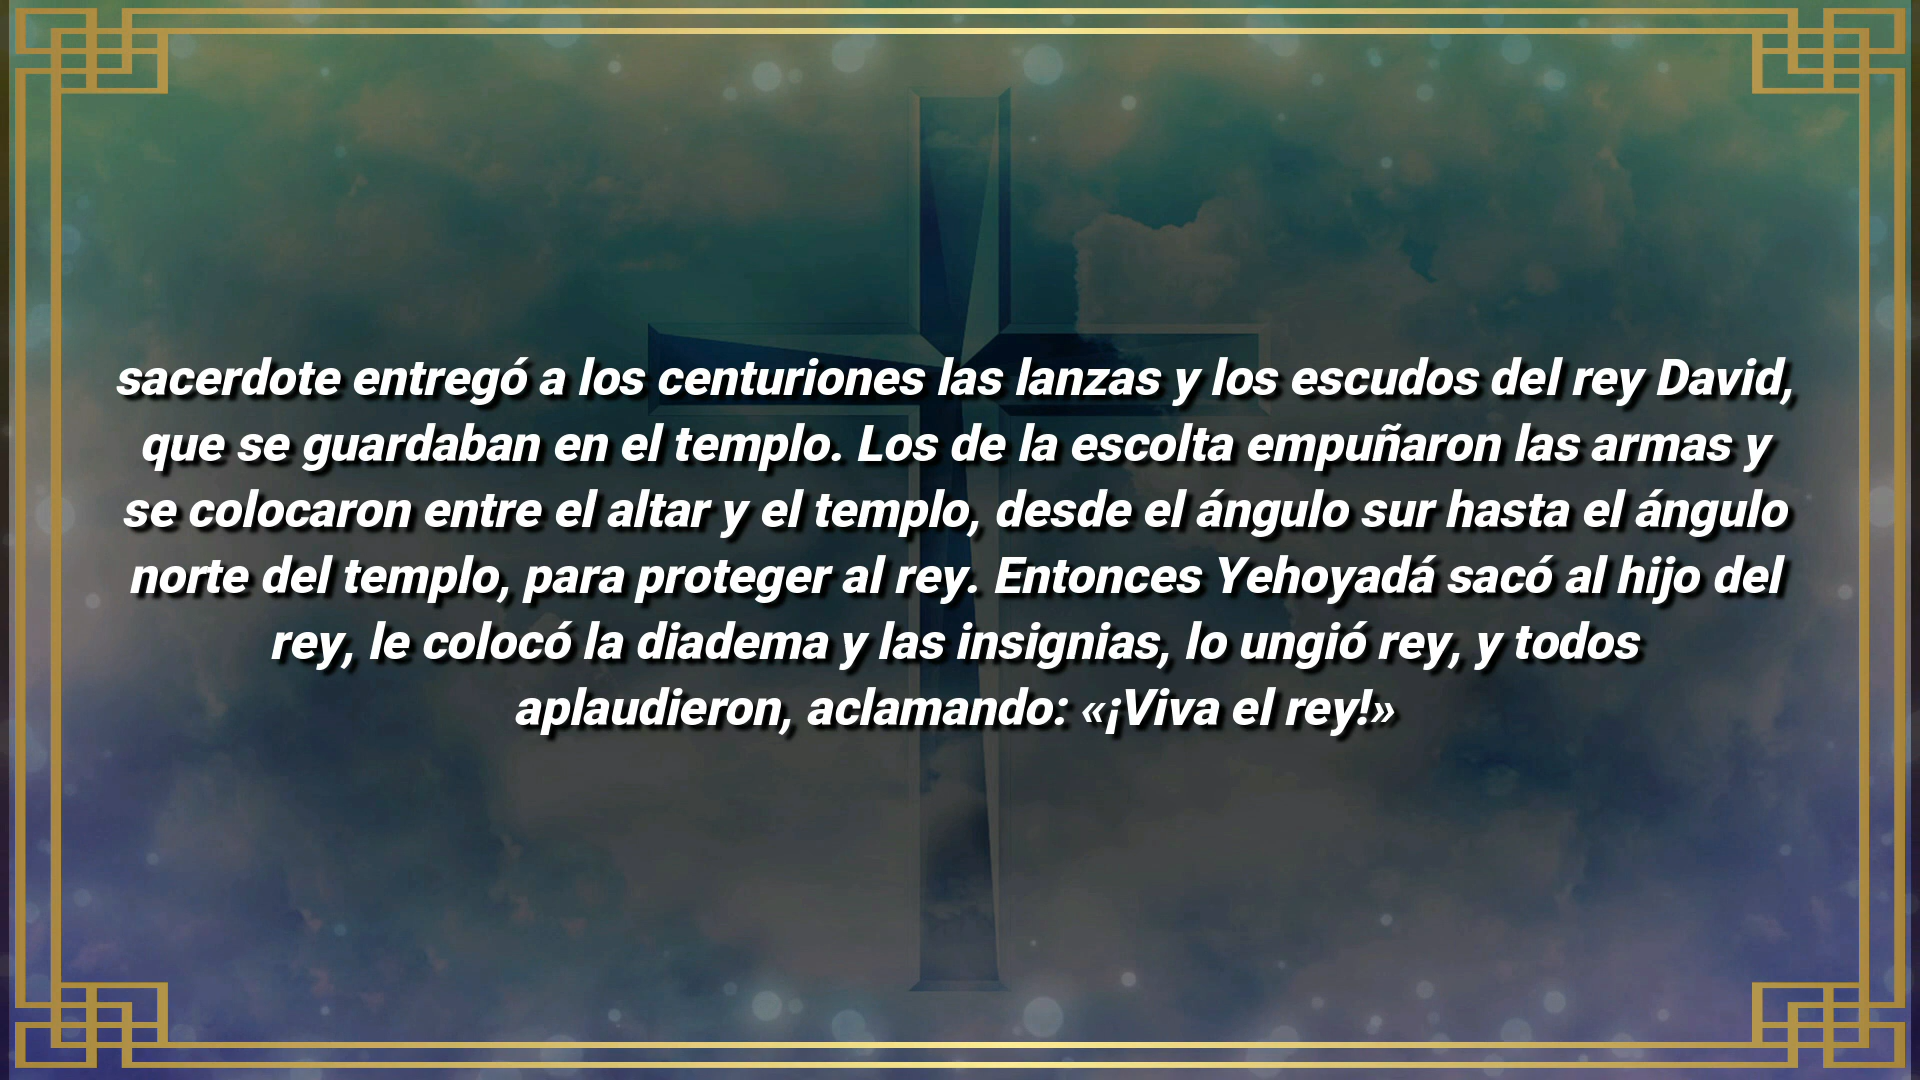 sacerdote entregó a los centuriones las lanzas y los escudos del rey David,
que se guardaban en el templo. Los de la escolta empuñaron las armas y
se colocaron entre el altar y el templo, desde el ángulo sur hasta el ángulo
norte del templo, para proteger al rey. Entonces Yehoyadá sacó al hijo del
rey, le colocó la diadema y las insignias, lo ungió rey, y todos
aplaudieron, aclamando: «¡Viva el rey!»